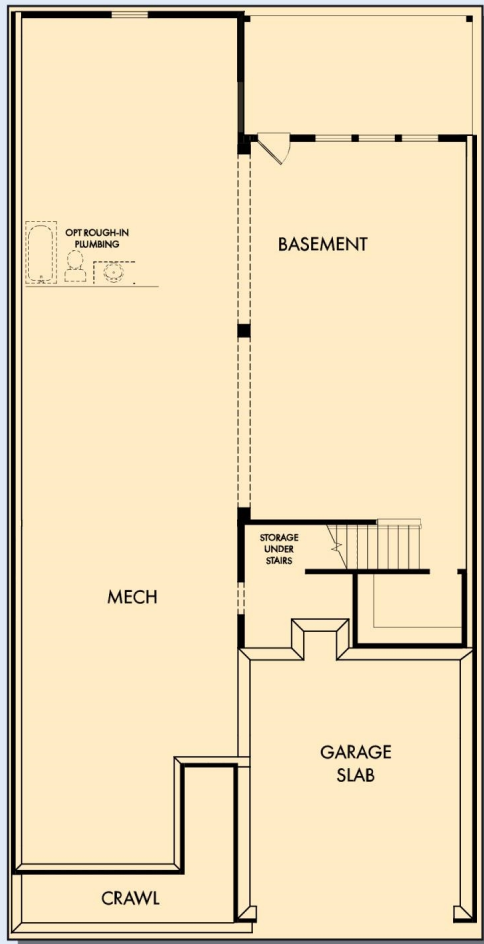 OPT ROUGH-IN
PLUMBING
BASEMENT
STORAGE
UNDER
STAIRS
MECH
GARAGE
SLAB
CRAWL